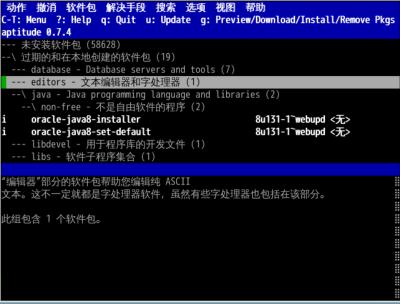 动作 撤消 软件包 解决手段 搜索 选项 视图 帮助
C-T: Menu ?: Help q: Quit u: Update g: Preview/Download/Install/Remove Pkgs
aptitude 0.7.4
--- 未安装软件包 (58628)
--\ 过期的和在本地创建的软件包 (19)
--- database - Database servers and tools (7)
--- editors - 文本编辑器和字处理器 (1)
--\ java - Java programming language and libraries (2)
--\ non-free - 不是自由软件的程序 (2)
i oracle-java8-installer 8u131-1~webupd <无>
i oracle-java8-set-default 8u131-1~webupd <无>
--- libdevel - 用于程序库的开发文件 (1)
--- libs - 软件子程序集合 (1)
“编辑器”部分的软件包帮助您编辑纯 ASCII
文本。这不一定就是字处理软件，虽然有些字处理器也包括在该部分。
此组包含 1 个软件包。